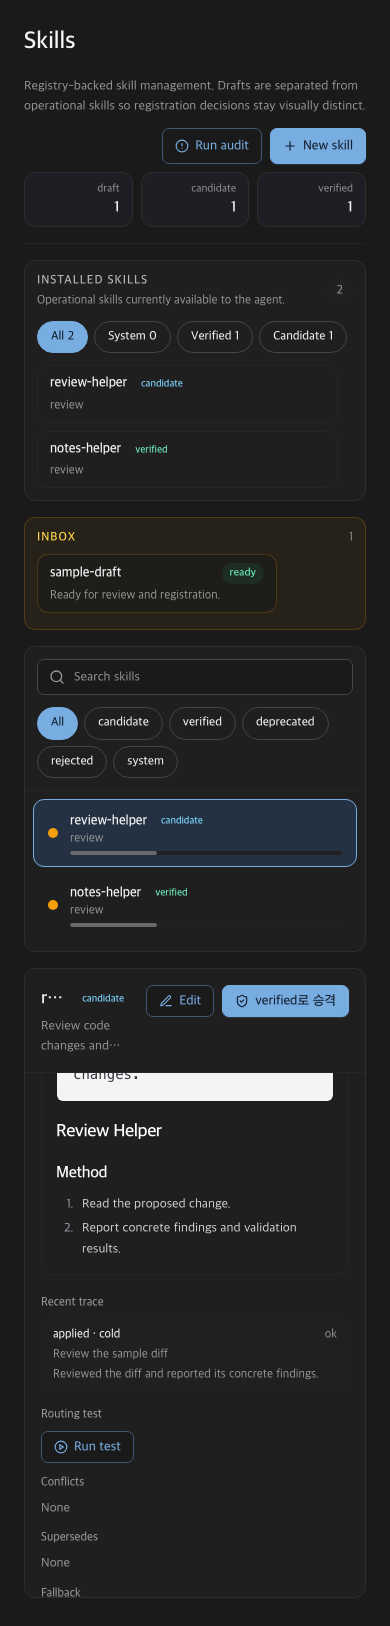 Skills
Registry-backed skill management. Drafts are separated from
operational skills so registration decisions stay visually distinct.
Run audit
New skill
draft
1
candidate
1
verified
1
INSTALLED SKILLS
Operational skills currently available to the agent.
2
All 2
System 0
Verified 1
Candidate 1
review-helper candidate
review
notes-helper verified
review
INBOX
1
sample-draft
ready
Ready for review and registration.
Search skills
All
candidate
verified
deprecated
rejected
system
review-helper candidate
review
notes-helper verified
review
r··· candidate
Edit
verified로 승격
Review code
changes and···
changes.
Review Helper
Method
1. Read the proposed change.
2. Report concrete findings and validation
results.
Recent trace
applied · cold
ok
Review the sample diff
Reviewed the diff and reported its concrete findings.
Routing test
Run test
Conflicts
None
Supersedes
None
Fallback